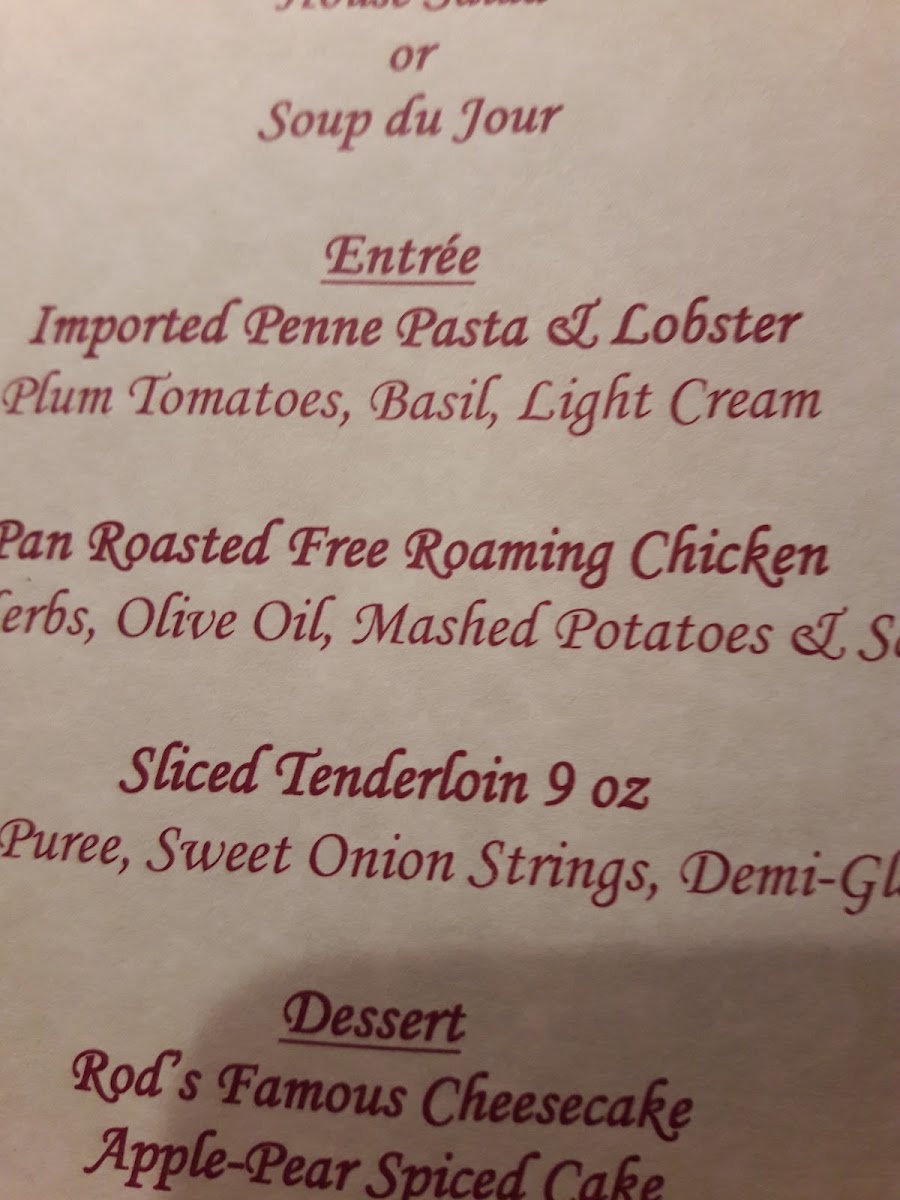 House Salad
or
Soup du Jour
Entrée
Imported Penne Pasta & Lobster
Plum Tomatoes, Basil, Light Cream
Pan Roasted Free Roaming Chicken
Olive Oil, Mashed Potatoes &
Sliced Tenderloin 9 oz
Puree, Sweet Onion Strings,
Dessert
Rod's Famous Cheesecake
Apple-Pear Spiced Cake